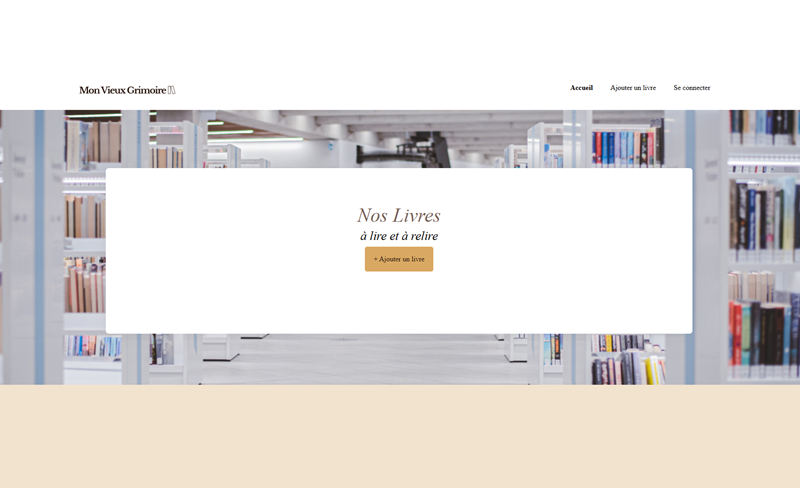 Mon Vieux Grimoire
Accueil Ajouter un livre Se connecter
Nos Livres
à lire et à relire
+ Ajouter un livre